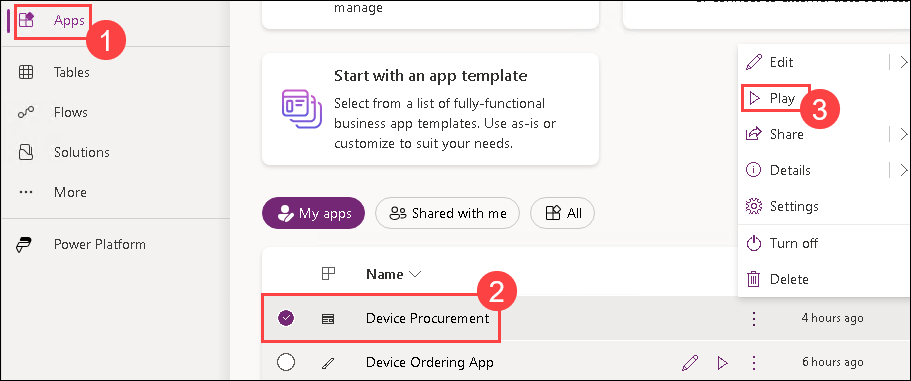 manage
Apps
1
Tables
Flows
Solutions
More
Power Platform
Start with an app template
Select from a list of fully-functional
business app templates. Use as-is or
customize to suit your needs.
My apps
Shared with me
All
Name
2
Device Procurement
4 hours ago
Device Ordering App
6 hours ago
Edit
Play
3
Share
Details
Settings
Turn off
Delete